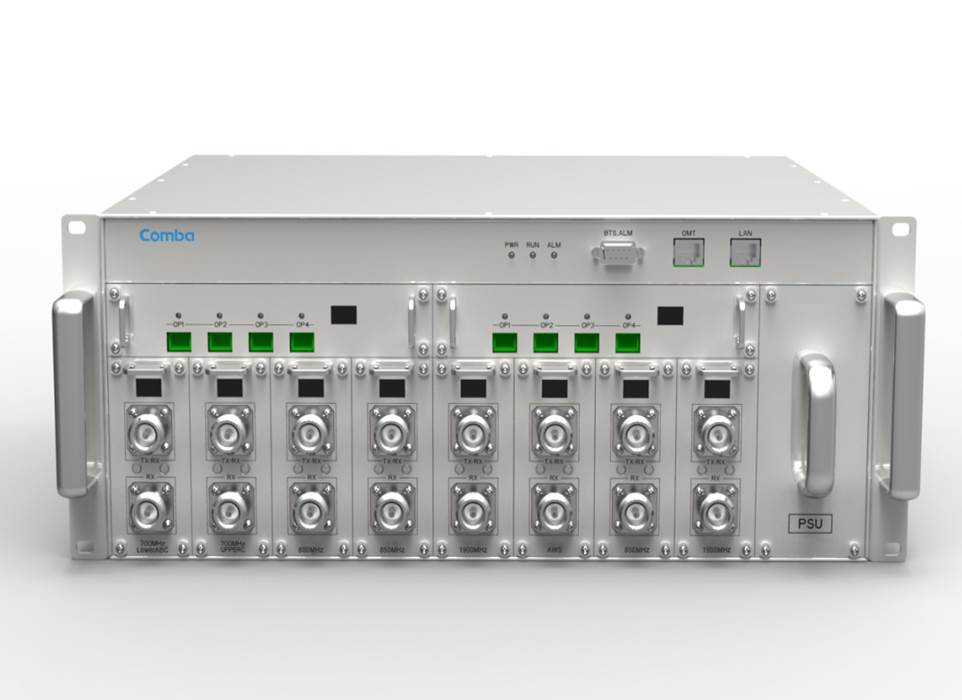 Comba
PWR RUN ALM
BTS.ALM
OMT
LAN
OP1 OP2 OP3 OP4
OP1 OP2 OP3 OP4
TX-RX TX-RX TX-RX TX-RX TX-RX TX-RX TX-RX TX-RX
RX RX RX RX RX RX RX RX
700MHz LowerABC
700MHz UPPERC
800MHz
850MHz
1900MHz
AWS
850MHz
1900MHz
PSU